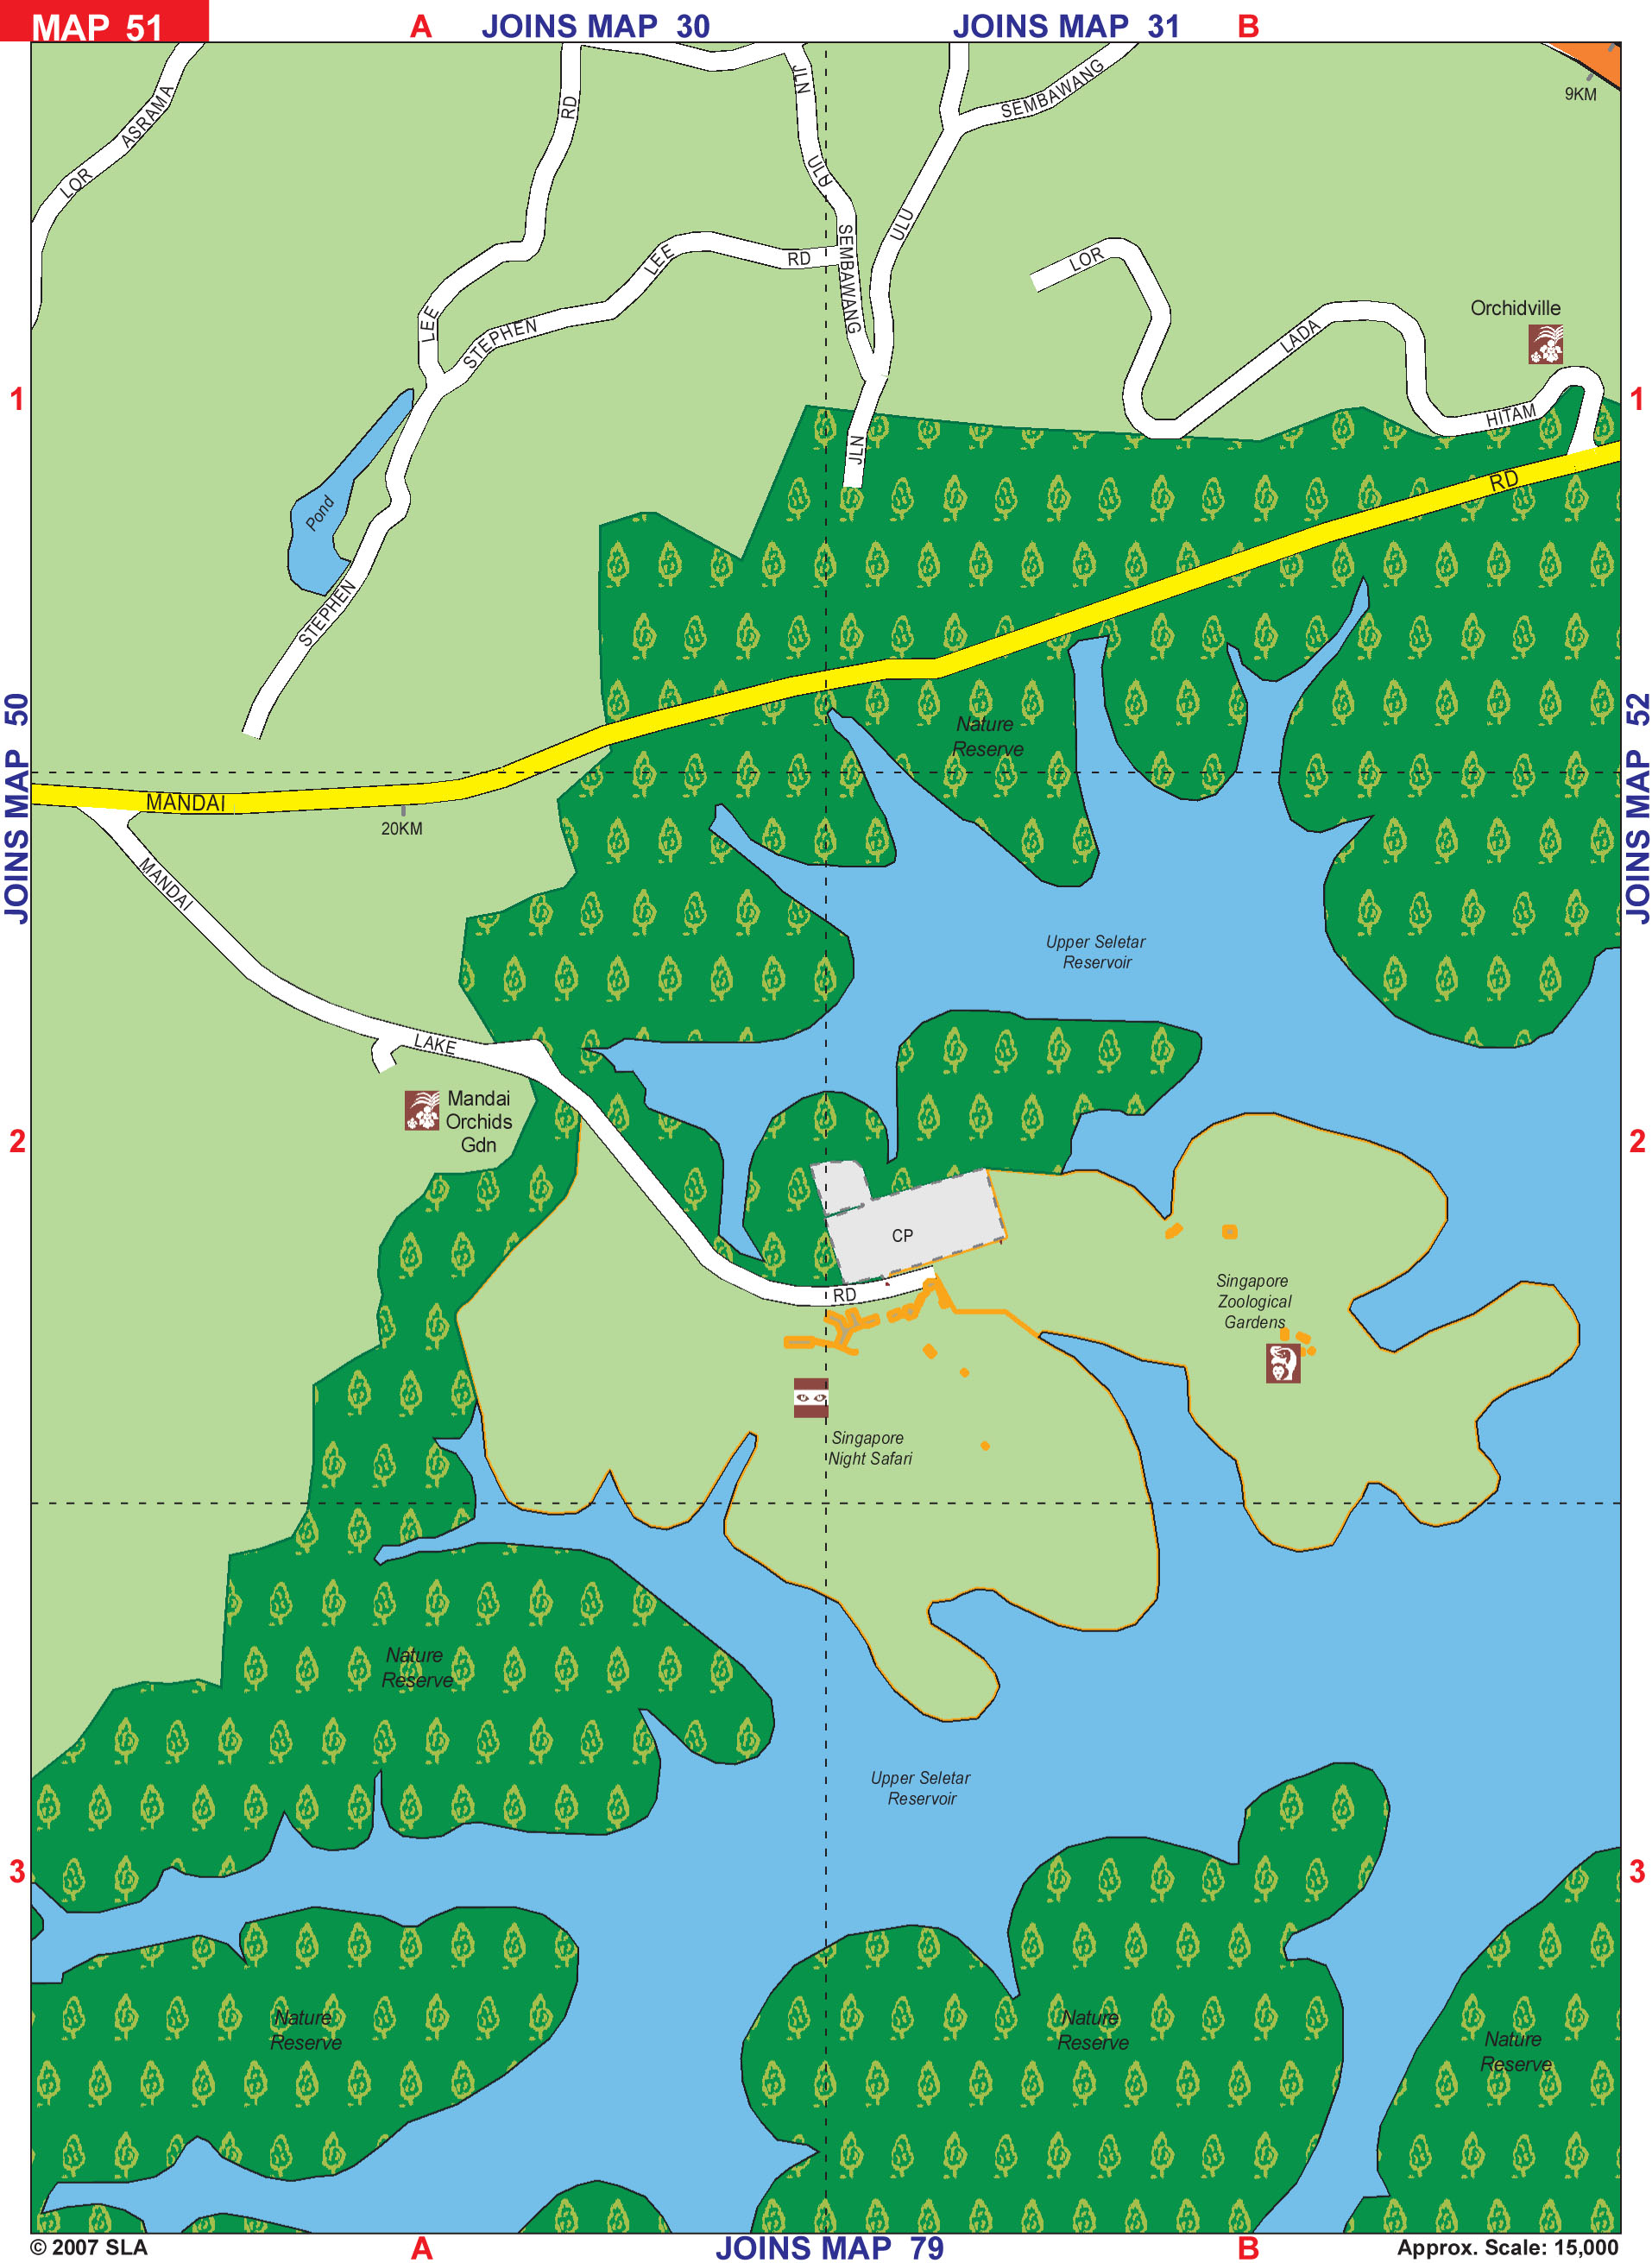 MAP 51
A
JOINS MAP 30
JOINS MAP 31
B
9KM
LOR ASRAMA
RD
JLN
ULU
SEMBAWANG
SEMBAWANG
ULU
JLN
LEE
STEPHEN
LEE
RD
STEPHEN
LOR
LADA
HITAM
Orchidville
1
1
Pond
RD
Nature
Reserve
JOINS MAP 50
JOINS MAP 52
MANDAI
20KM
MANDAI
LAKE
RD
Upper Seletar
Reservoir
Mandai
Orchids
Gdn
2
2
CP
Singapore
Zoological
Gardens
Singapore
Night Safari
Nature
Reserve
Upper Seletar
Reservoir
3
3
Nature
Reserve
Nature
Reserve
Nature
Reserve
© 2007 SLA
A
JOINS MAP 79
B
Approx. Scale: 15,000